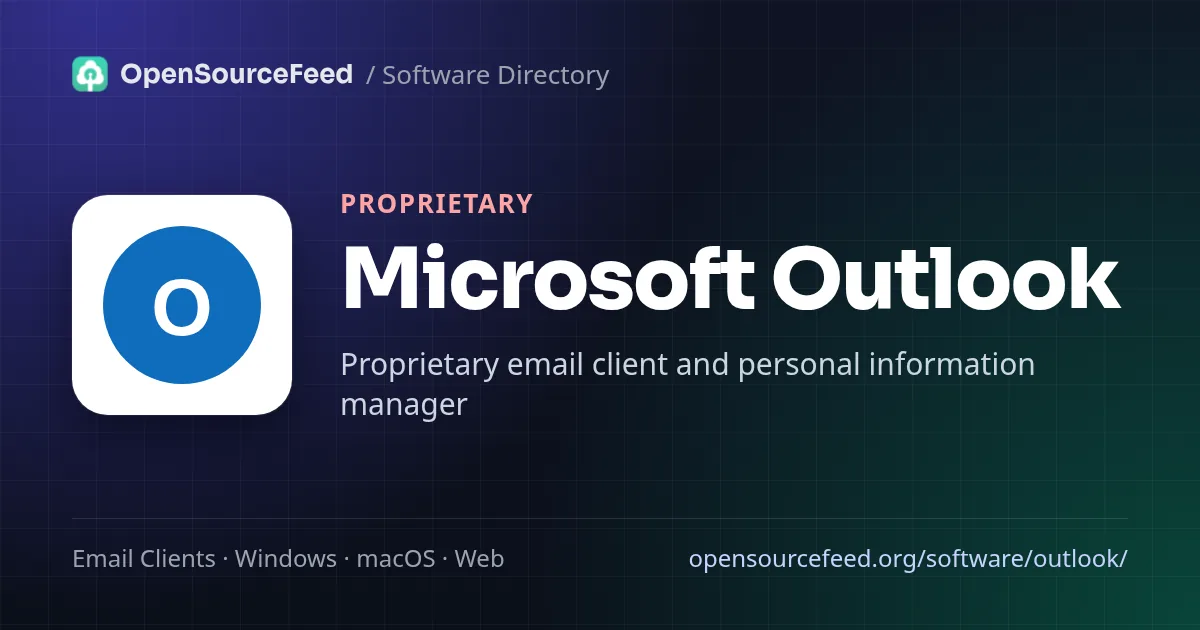 OpenSourceFeed / Software Directory
PROPRIETARY
O
Microsoft Outlook
Proprietary email client and personal information
manager
Email Clients · Windows · macOS · Web
opensourcefeed.org/software/outlook/